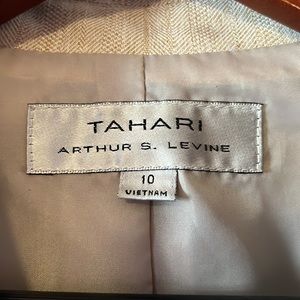 TAHARI
ARTHUR S. LEVINE
10
VIETNAM